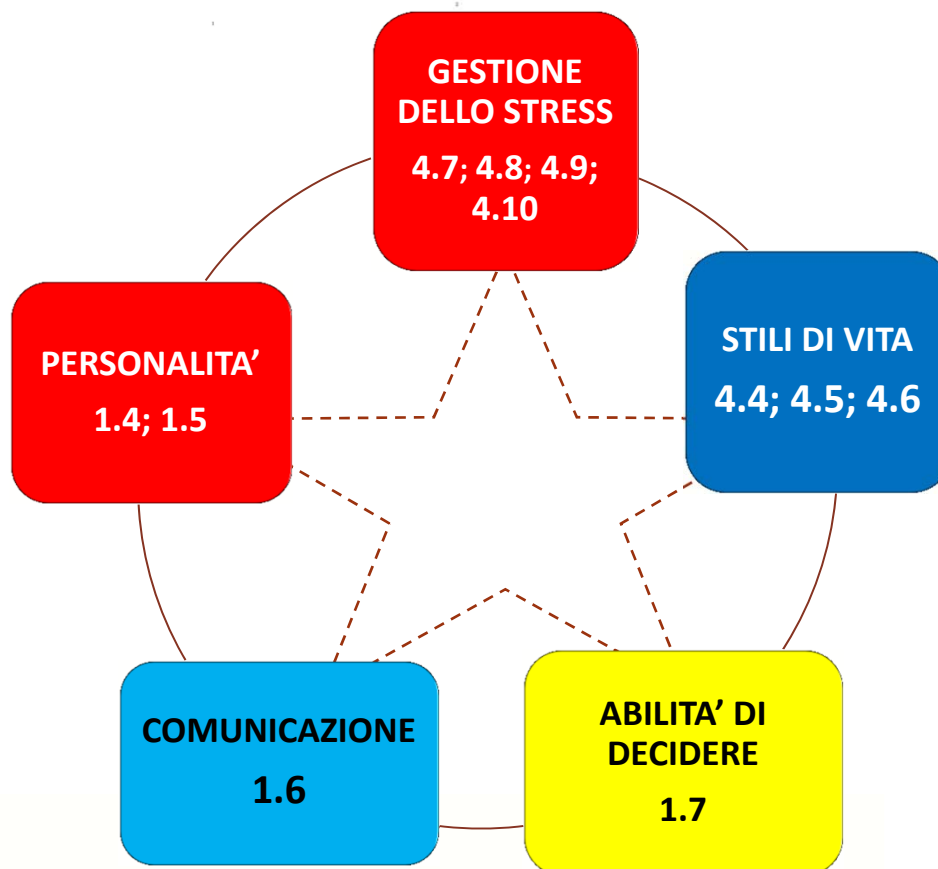 GESTIONE
DELLO STRESS
4.7; 4.8; 4.9;
4.10
STILI DI VITA
4.4; 4.5; 4.6
PERSONALITA’
1.4; 1.5
COMUNICAZIONE
1.6
ABILITA’ DI
DECIDERE
1.7